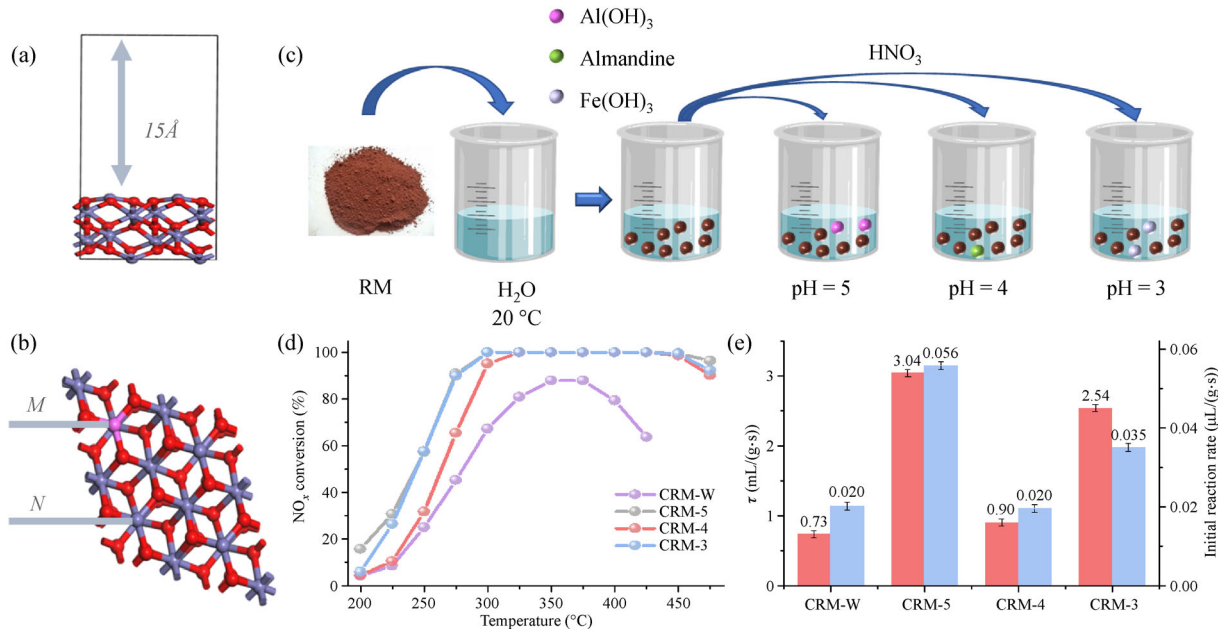 (a)
15Å
(c)
Al(OH)3
Almandine
Fe(OH)3
HNO3
RM
H2O
20 °C
pH = 5
pH = 4
pH = 3
(b)
M
N
(d)
NOx conversion (%)
100
80
60
40
20
0
200
250
300
350
400
450
Temperature (°C)
CRM-W
CRM-5
CRM-4
CRM-3
(e)
τ (mL/(g·s))
3
2
1
0
0.73
0.020
3.04
0.056
0.90
0.020
2.54
0.035
CRM-W
CRM-5
CRM-4
CRM-3
0.06
0.04
0.02
0.00
Initial reaction rate (μL/(g·s))